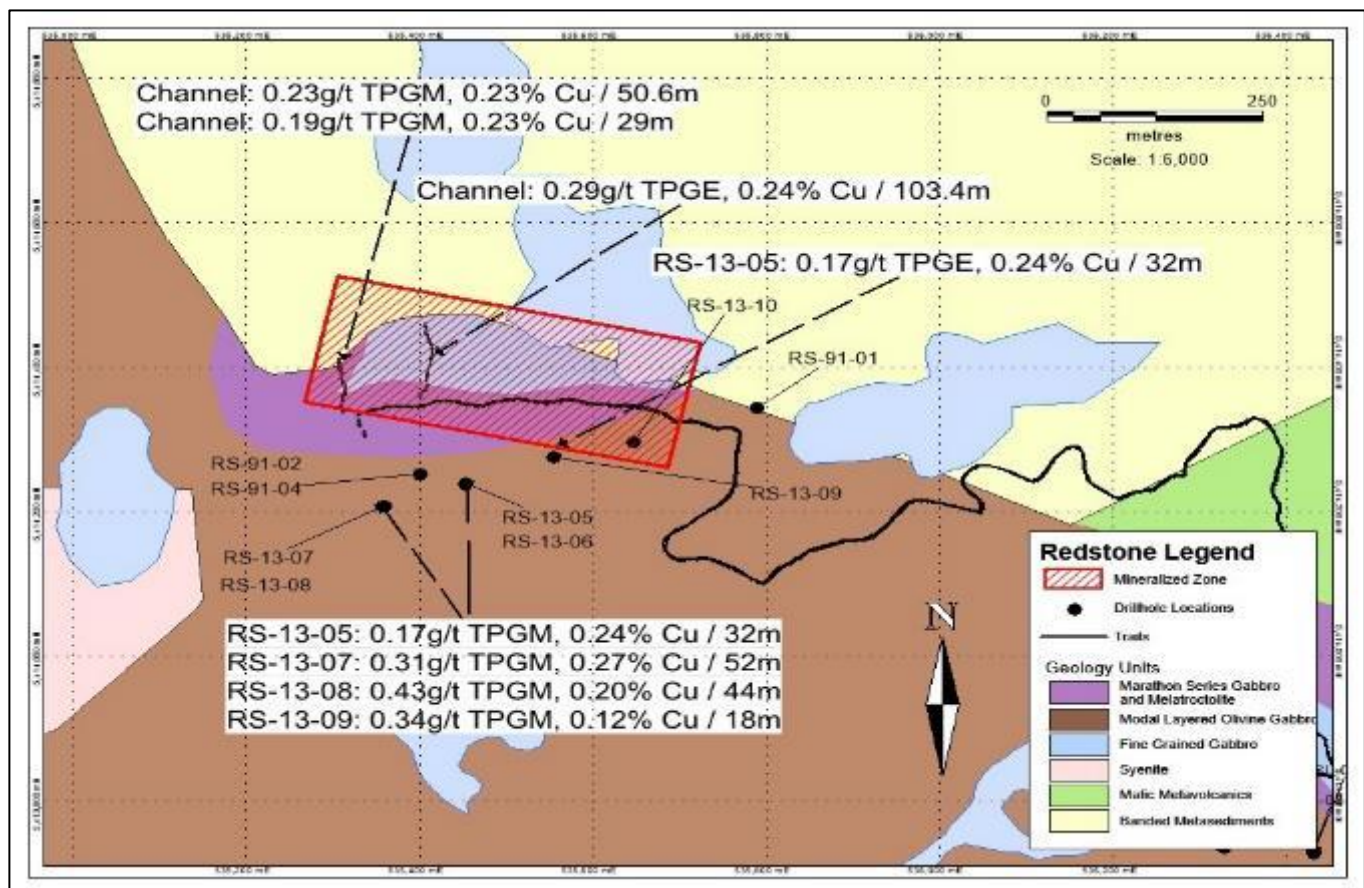 Channel: 0.23g/t TPGM, 0.23% Cu / 50.6m
Channel: 0.19g/t TPGM, 0.23% Cu / 29m
0 250
metres
Scale: 1:6,000
Channel: 0.29g/t TPGE, 0.24% Cu / 103.4m
RS-13-05: 0.17g/t TPGE, 0.24% Cu / 32m
RS-13-10
RS-91-01
RS-91-02
RS-91-04
RS-13-09
RS-13-05
RS-13-06
RS-13-07
RS-13-08
RS-13-05: 0.17g/t TPGM, 0.24% Cu / 32m
RS-13-07: 0.31g/t TPGM, 0.27% Cu / 52m
RS-13-08: 0.43g/t TPGM, 0.20% Cu / 44m
RS-13-09: 0.34g/t TPGM, 0.12% Cu / 18m
N
Redstone Legend
Mineralized Zone
Drillhole Locations
Trails
Geology Units
Marathon Series Gabbro
and Melatroctolite
Modal Layered Olivine Gabbro
Fine Grained Gabbro
Syenite
Mafic Metavolcanics
Banded Metasediments